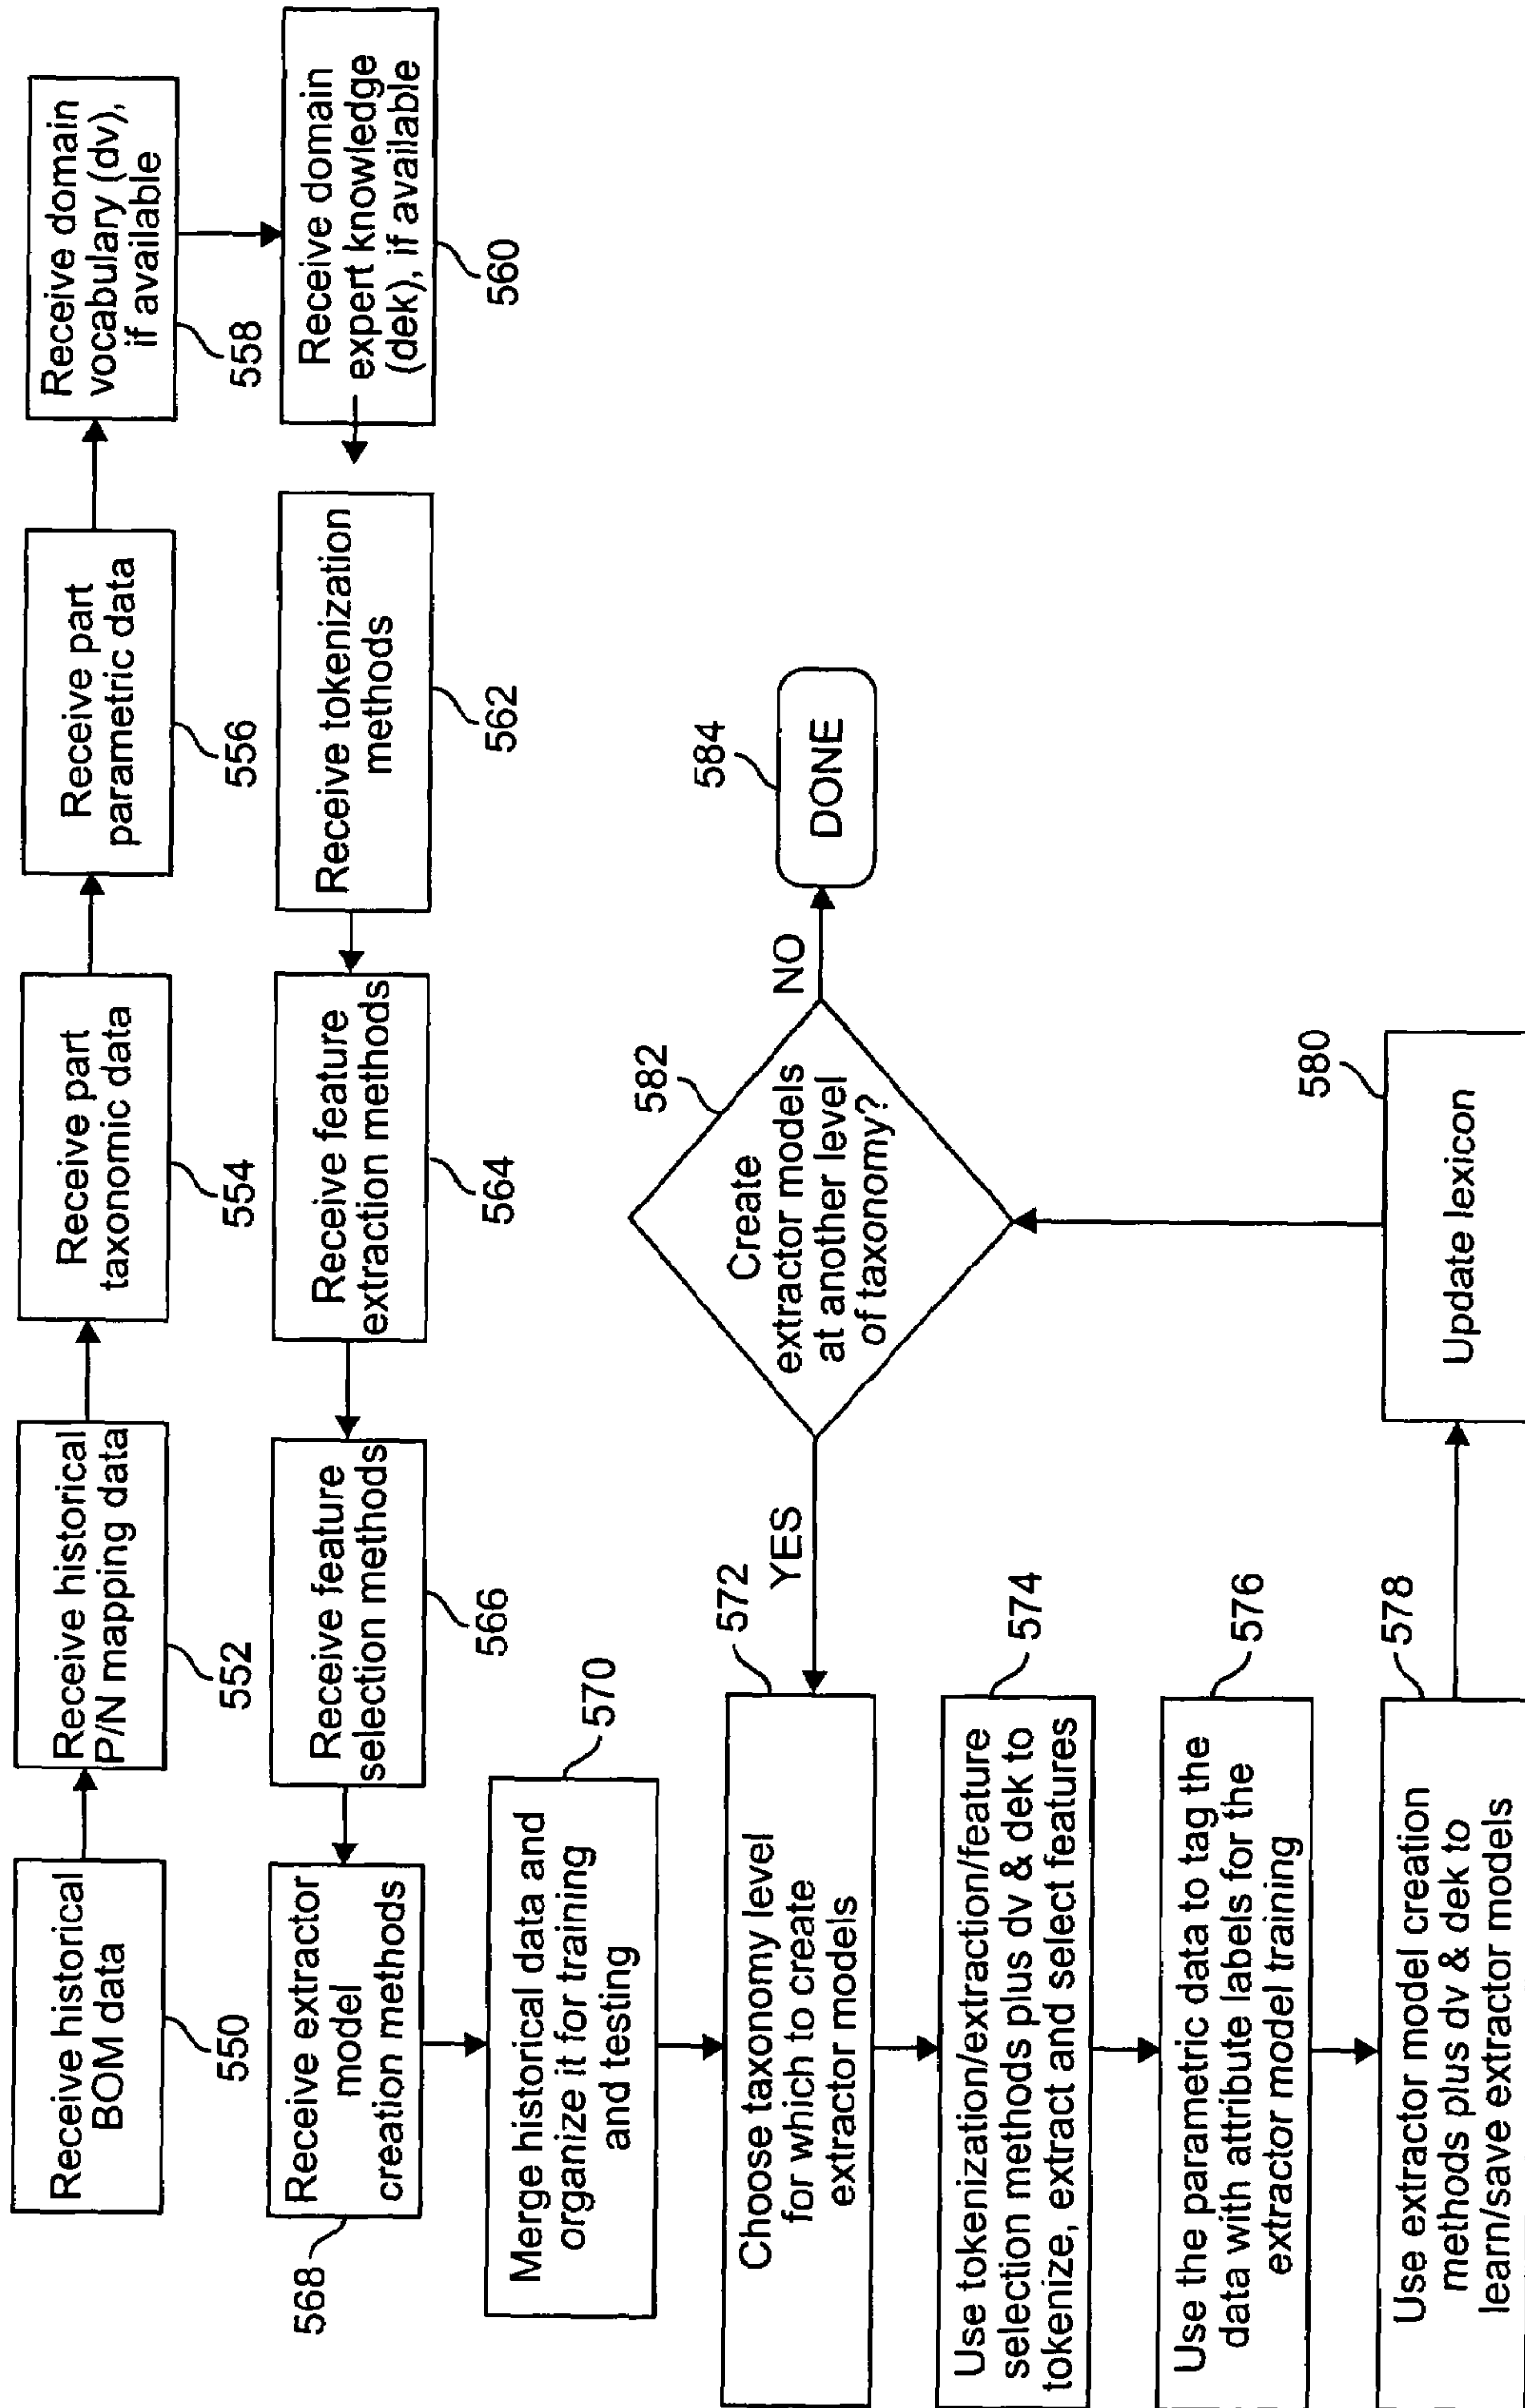 Receive historical
BOM data
550
Receive historical
P/N mapping data
552
Receive part
taxonomic data
554
Receive part
parametric data
556
Receive domain
vocabulary (dv),
if available
558
Receive domain
expert knowledge
(dek), if available
560
Receive tokenization
methods
562
Receive feature
extraction methods
564
Receive feature
selection methods
566
Receive extractor
model
creation methods
568
Merge historical data and
organize it for training
and testing
570
Choose taxonomy level
for which to create
extractor models
572
Use tokenization/extraction/feature
selection methods plus dv & dek to
tokenize, extract and select features
574
Use the parametric data to tag the
data with attribute labels for the
extractor model training
576
Use extractor model creation
methods plus dv & dek to
learn/save extractor models
578
Update lexicon
580
Create
extractor models
at another level
of taxonomy?
582
YES
NO
DONE
584